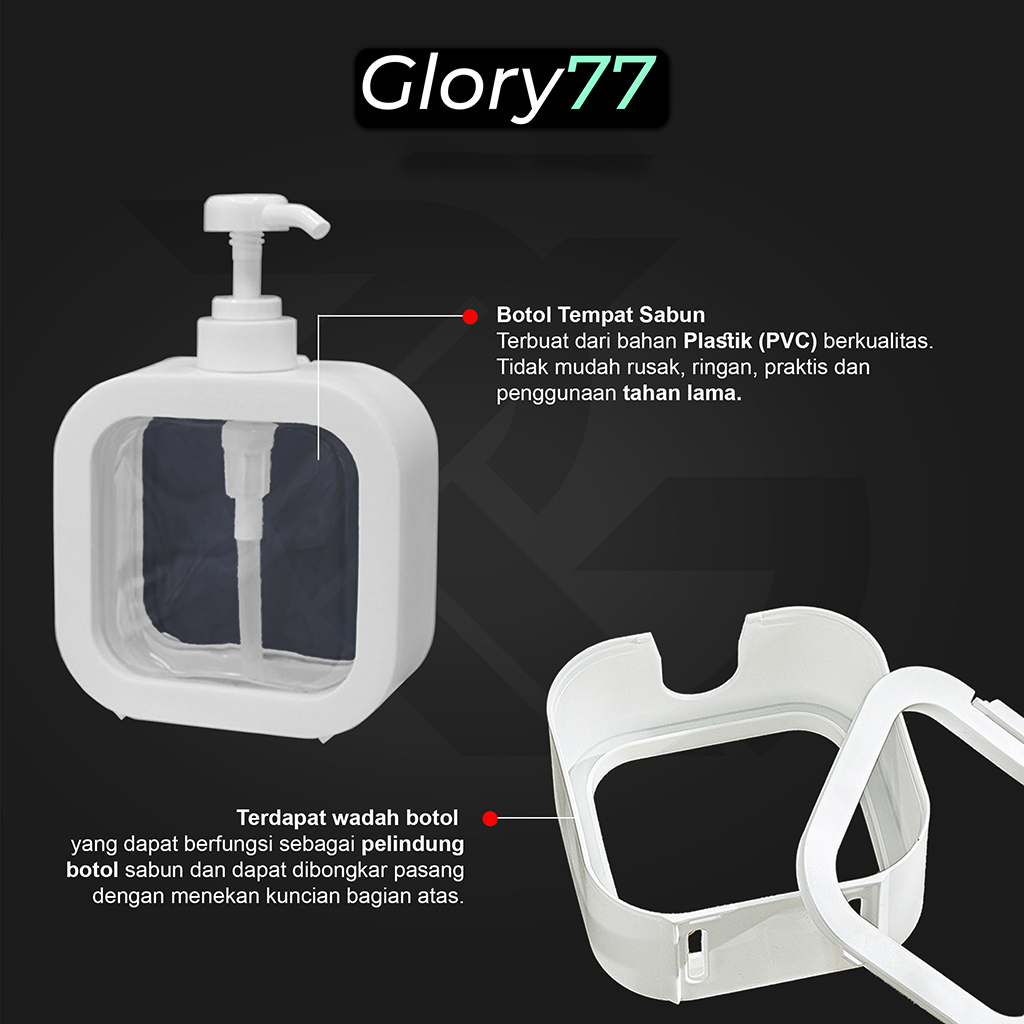 Glory77
Botol Tempat Sabun
Terbuat dari bahan Plastik (PVC) berkualitas.
Tidak mudah rusak, ringan, praktis dan
penggunaan tahan lama.
Terdapat wadah botol
yang dapat berfungsi sebagai pelindung
botol sabun dan dapat dibongkar pasang
dengan menekan kuncian bagian atas.